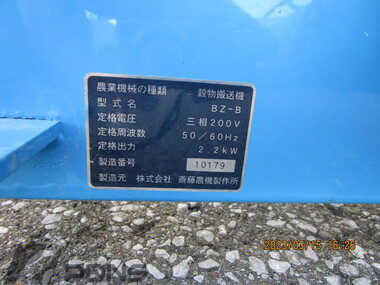 農業機械の種類 穀物搬送機
型式名 BZ-B
定格電圧 三相200V
定格周波数 50/60Hz
定格出力 2.2kW
製造番号 10179
製造元 株式会社 斎藤農機製作所
2023/03/15 16:26